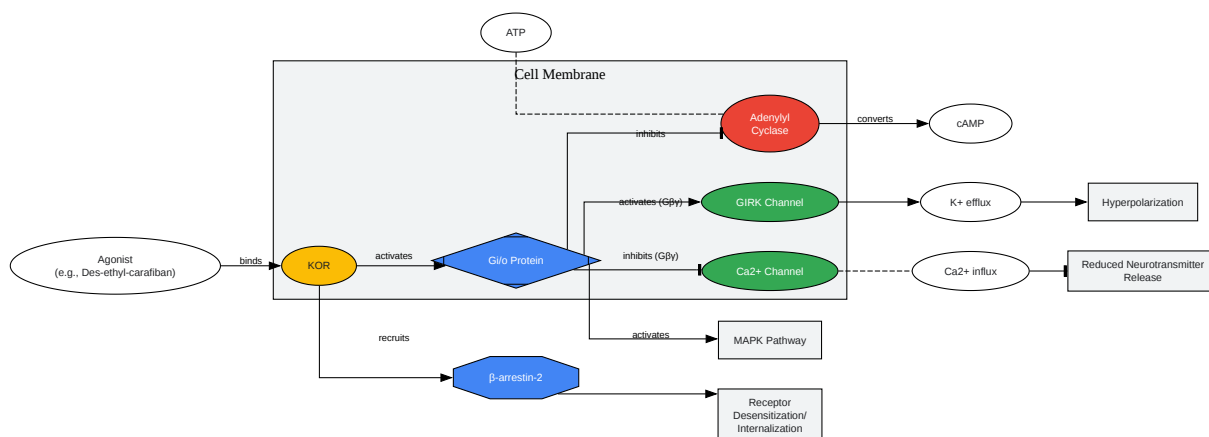 ATP
Cell Membrane
Adenylyl
Cyclase
converts
cAMP
inhibits
activates (Gβγ)
GIRK Channel
K+ efflux
Hyperpolarization
Agonist
(e.g., Des-ethyl-carafiban)
binds
KOR
activates
Gi/o Protein
inhibits (Gβγ)
Ca2+ Channel
Ca2+ influx
Reduced Neurotransmitter
Release
activates
MAPK Pathway
recruits
β-arrestin-2
Receptor
Desensitization/
Internalization